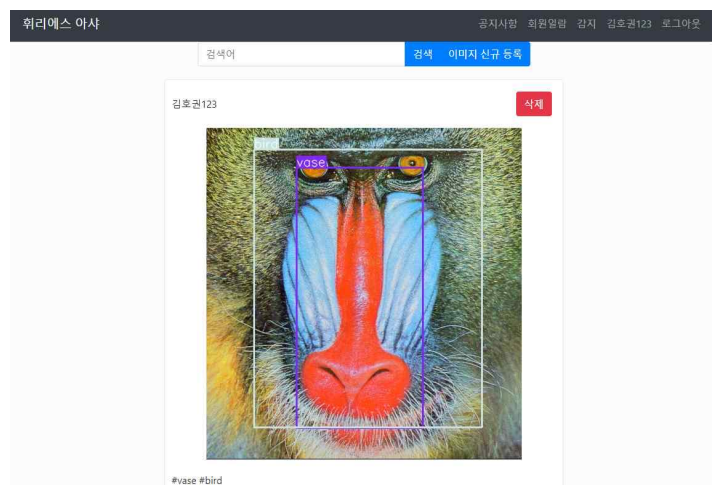 휘리에스 아샤 공지사항 회원열람 감지 김호권123 로그아웃
검색어 검색 이미지 신규 등록
김호권123 삭제
bird
vase
#vase #bird